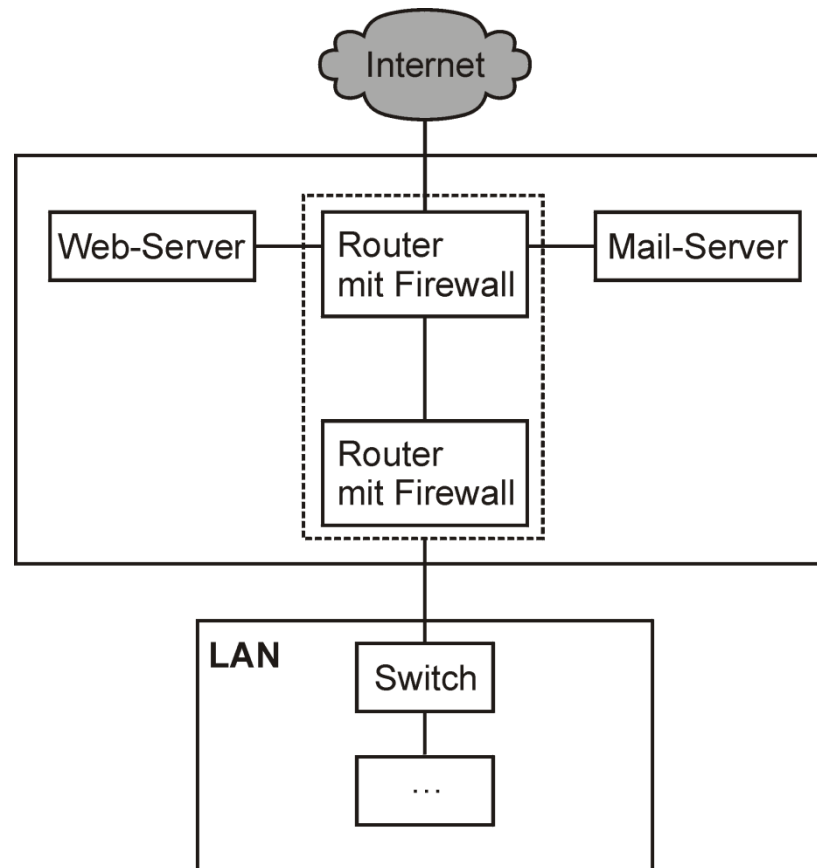 Internet
Web-Server
Router
mit Firewall
Mail-Server
Router
mit Firewall
LAN
Switch
...